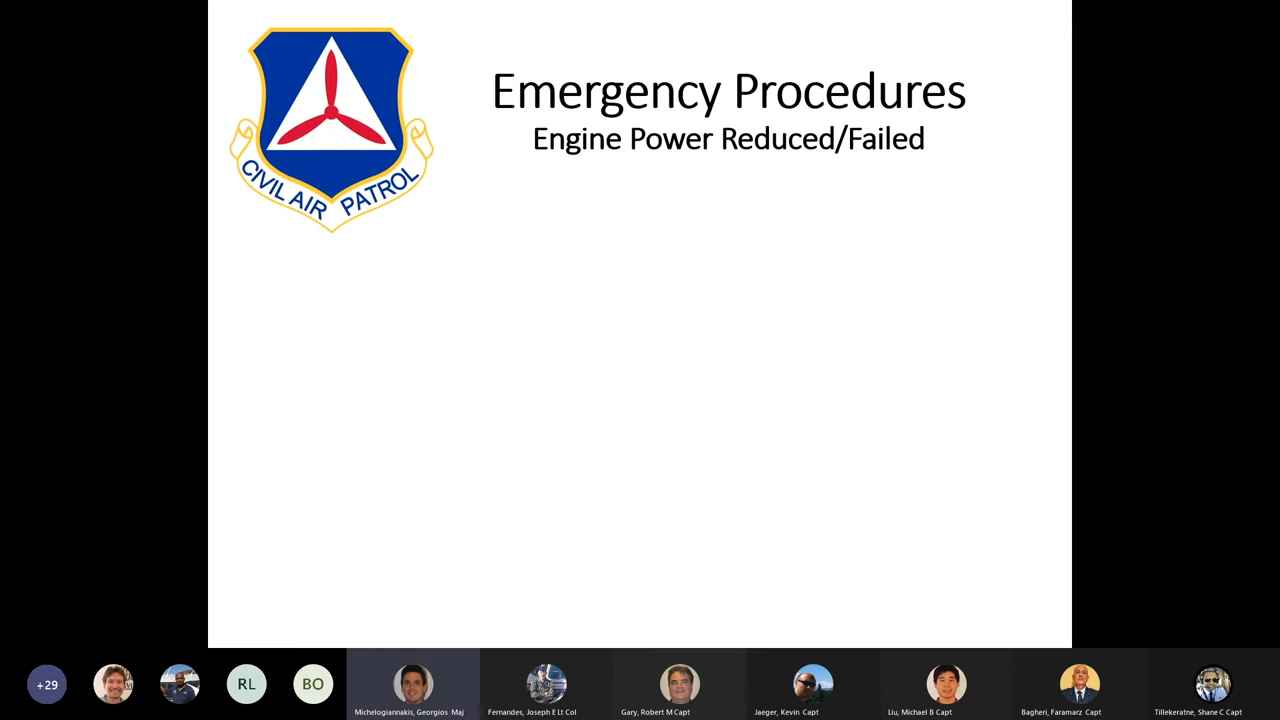 Emergency Procedures
Engine Power Reduced/Failed
CIVIL AIR PATROL
+29
RL
BO
Michelogiannakis, Georgios Maj
Fernandes, Joseph E Lt Col
Gary, Robert M Capt
Jaeger, Kevin Capt
Liu, Michael B Capt
Bagheri, Faramarz Capt
Tillekeratne, Shane C Capt